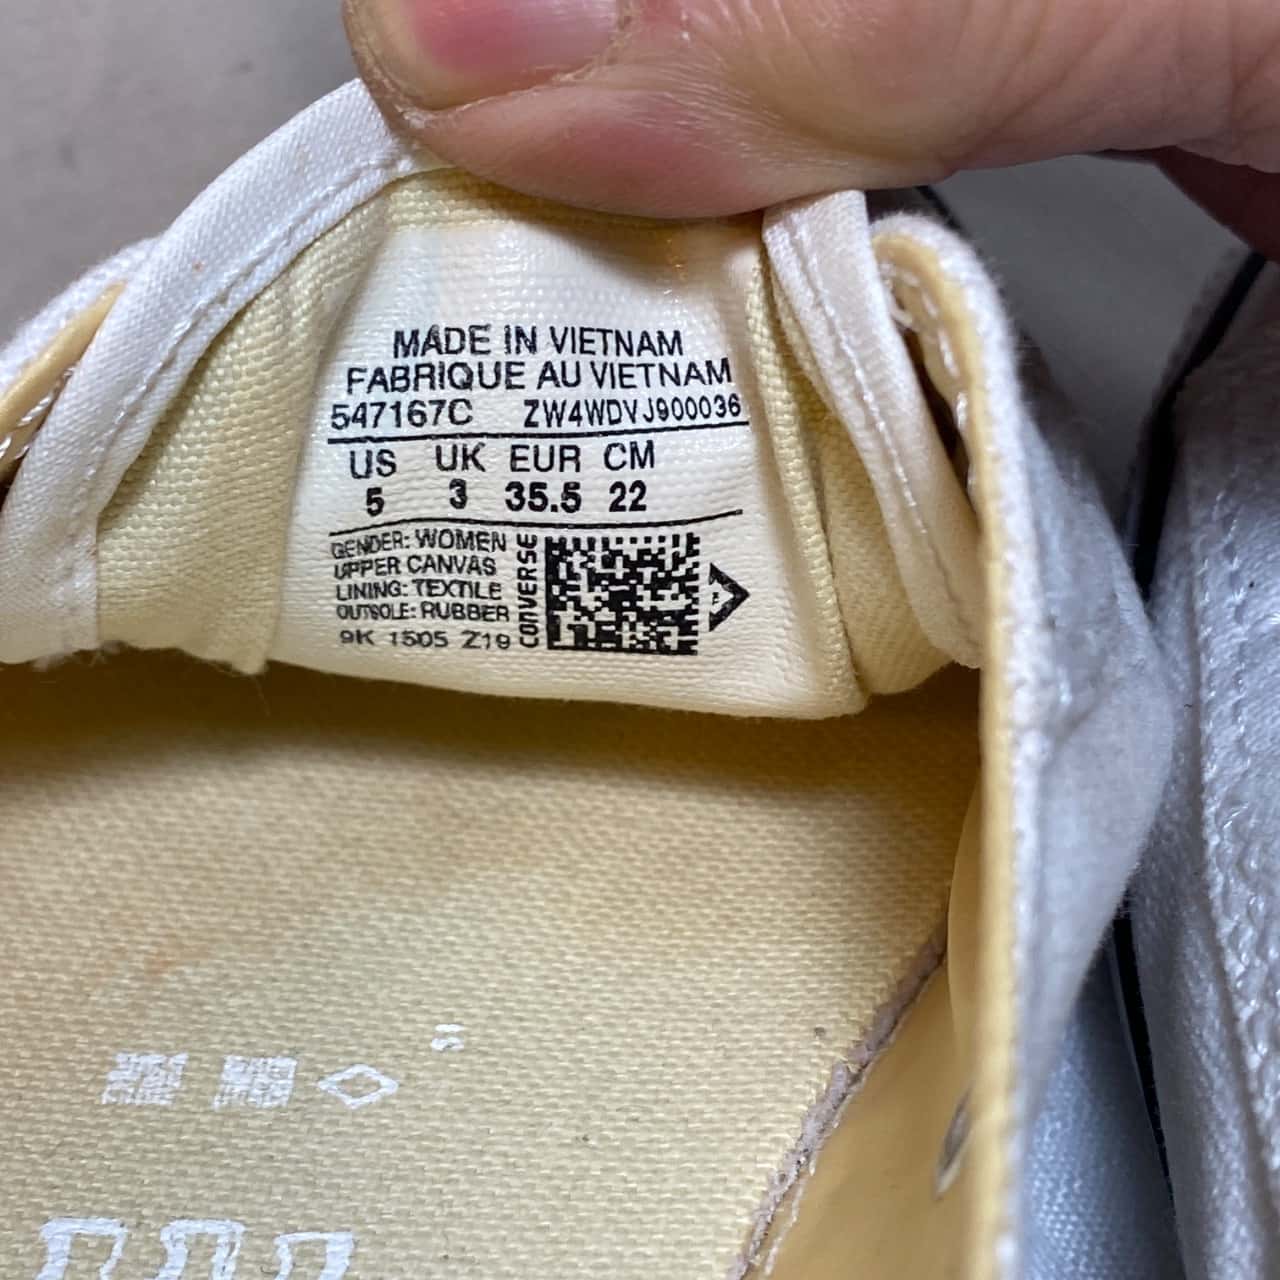 MADE IN VIETNAM
FABRIQUE AU VIETNAM
547167C ZW4WDVJ900036
US UK EUR CM
5 3 35.5 22
GENDER: WOMEN
UPPER CANVAS
LINING: TEXTILE
OUTSOLE: RUBBER
9K 1505 Z19
CONVERSE